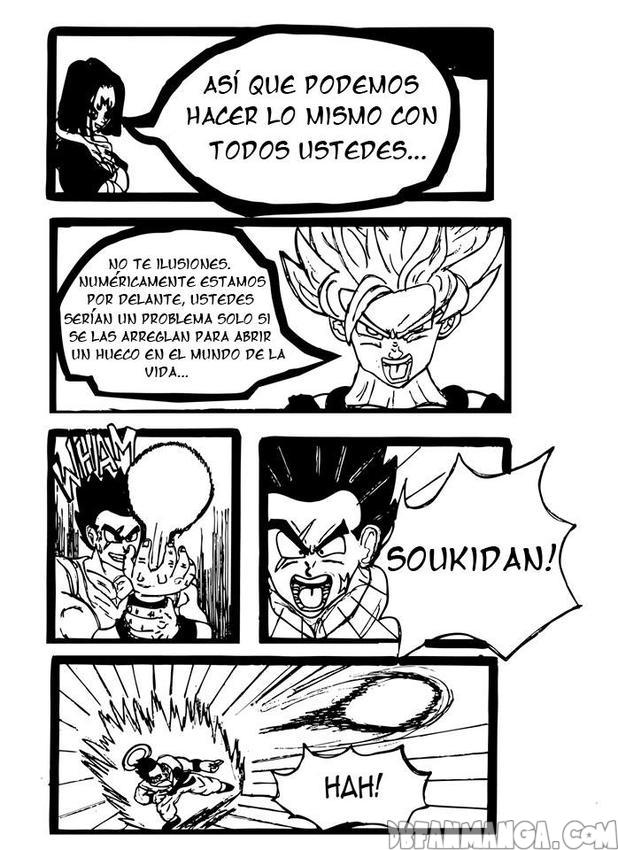 ASÍ QUE PODEMOS
HACER LO MISMO CON
TODOS USTEDES...
NO TE ILUSIONES.
NUMÉRICAMENTE ESTAMOS
POR DELANTE, USTEDES
SERÍAN UN PROBLEMA SOLO SI
SE LAS ARREGLAN PARA ABRIR
UN HUECO EN EL MUNDO DE LA
VIDA...
WHAM
SOUKIDAN!
HAH!
DBFANMANGA.COM